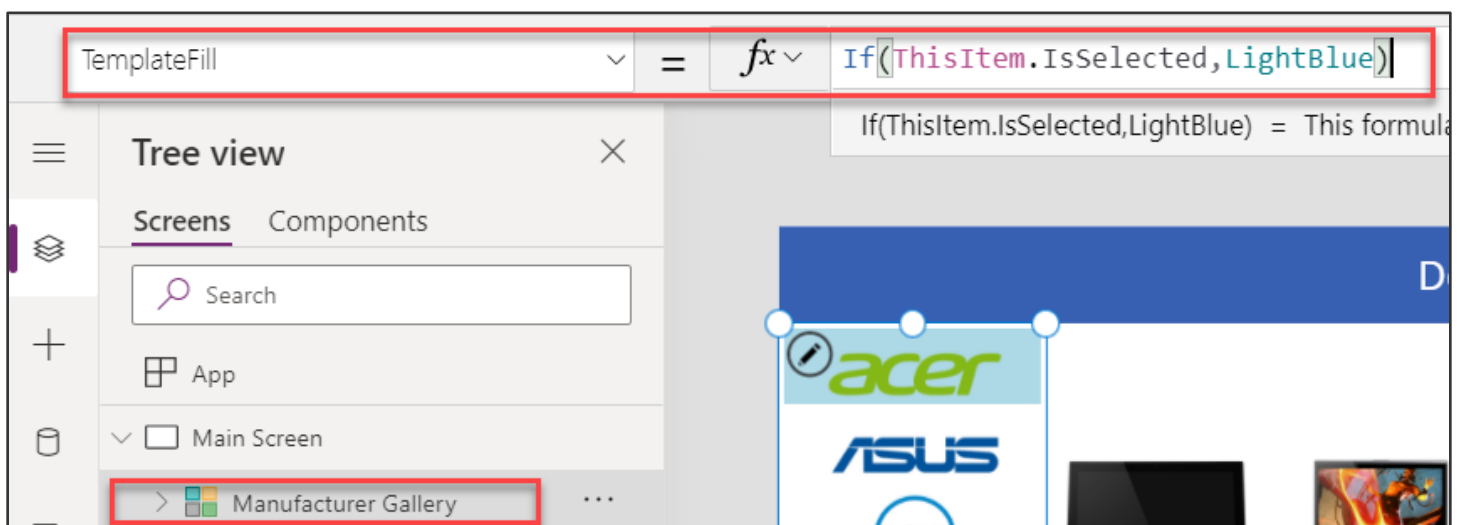 TemplateFill = fx If(ThisItem.IsSelected,LightBlue)
If(ThisItem.IsSelected,LightBlue) = This formula
Tree view
Screens Components
Search
App
Main Screen
Manufacturer Gallery ...
acer
ASUS